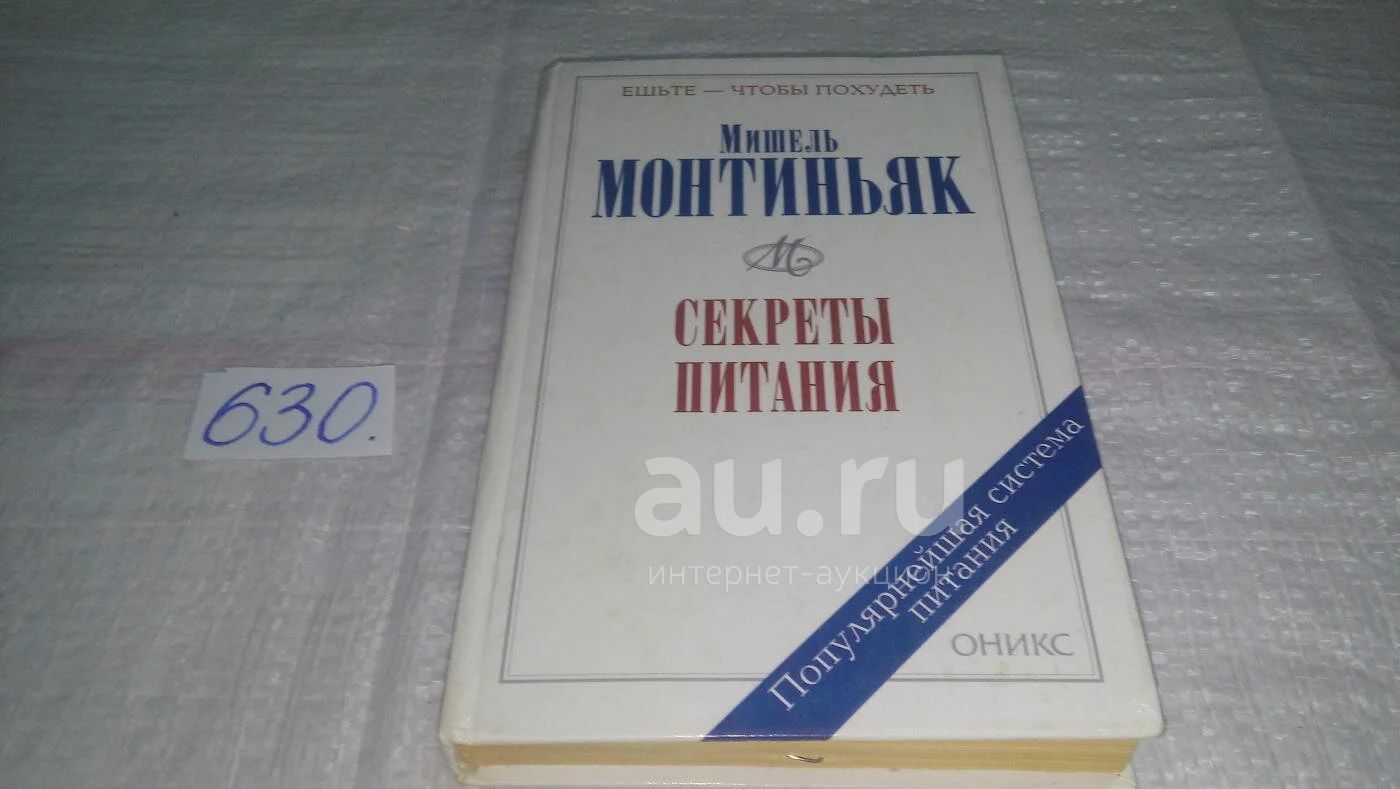 ЕШЬТЕ — ЧТОБЫ ПОХУДЕТЬ
Мишель
МОНТИНЬЯК
М
СЕКРЕТЫ
ПИТАНИЯ
630.
au.ru
интернет-аукцион
Популярнейшая система
питания
ОНИКС